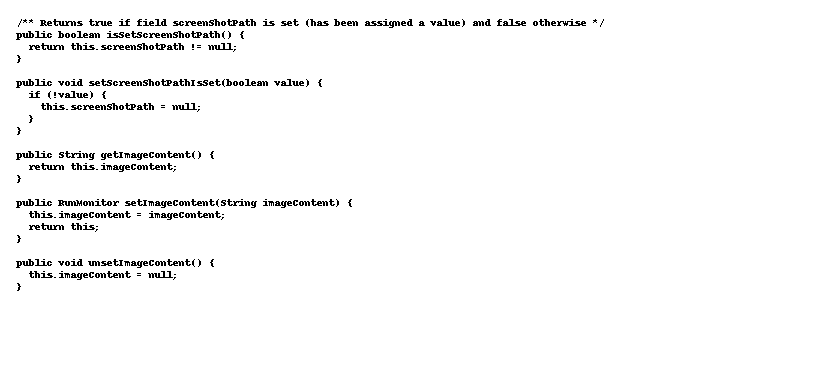 /** Returns true if field screenShotPath is set (has been assigned a value) and false otherwise */
public boolean isSetScreenShotPath() {
  return this.screenShotPath != null;
}

public void setScreenShotPathIsSet(boolean value) {
  if (!value) {
    this.screenShotPath = null;
  }
}

public String getImageContent() {
  return this.imageContent;
}

public RunMonitor setImageContent(String imageContent) {
  this.imageContent = imageContent;
  return this;
}

public void unsetImageContent() {
  this.imageContent = null;
}